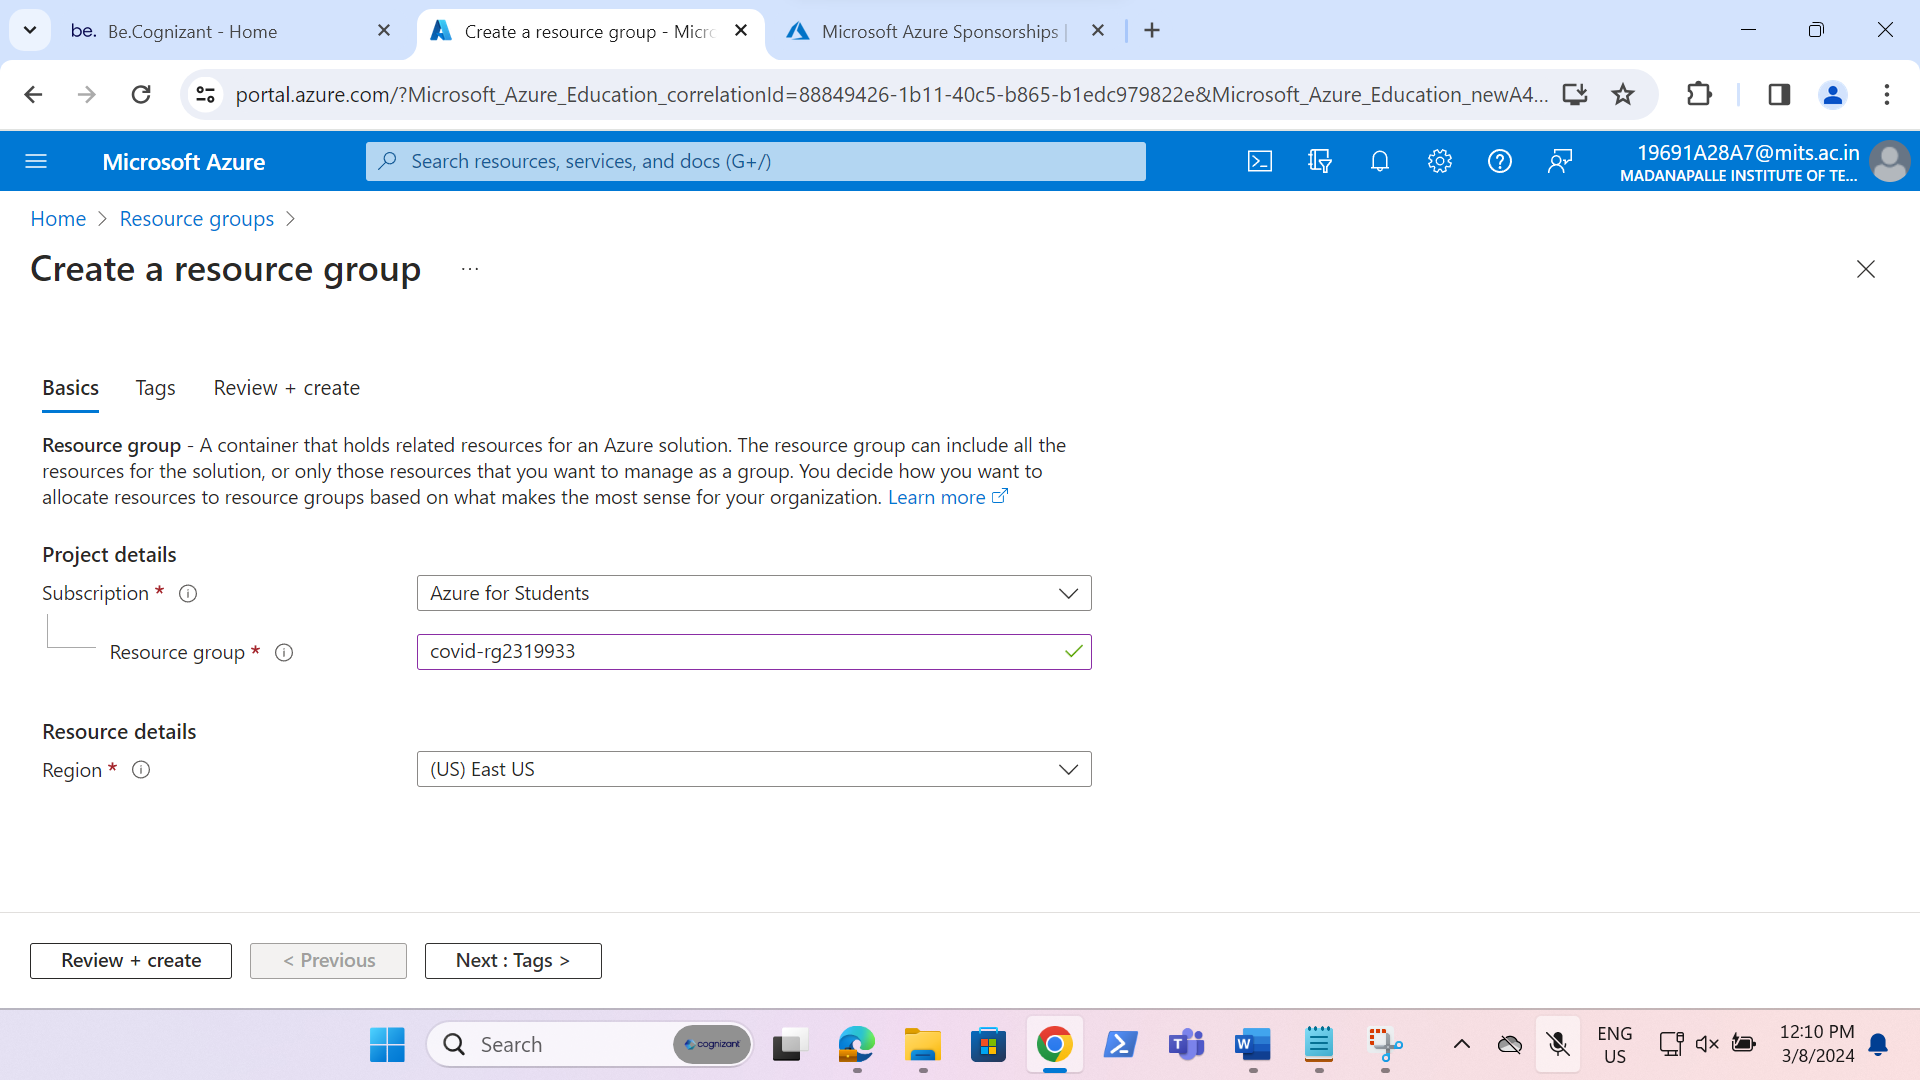 be. Be.Cognizant - Home
Create a resource group - Micro
Microsoft Azure Sponsorships |
portal.azure.com/?Microsoft_Azure_Education_correlationId=88849426-1b11-40c5-b865-b1edc979822e&Microsoft_Azure_Education_newA4...
Microsoft Azure
Search resources, services, and docs (G+/)
19691A28A7@mits.ac.in
MADANAPALLE INSTITUTE OF TE...
Home > Resource groups >
Create a resource group ...
Basics Tags Review + create
Resource group - A container that holds related resources for an Azure solution. The resource group can include all the
resources for the solution, or only those resources that you want to manage as a group. You decide how you want to
allocate resources to resource groups based on what makes the most sense for your organization. Learn more
Project details
Subscription * Azure for Students
Resource group * covid-rg2319933
Resource details
Region * (US) East US
Review + create < Previous Next : Tags >
Search cognizant
ENG
US
12:10 PM
3/8/2024